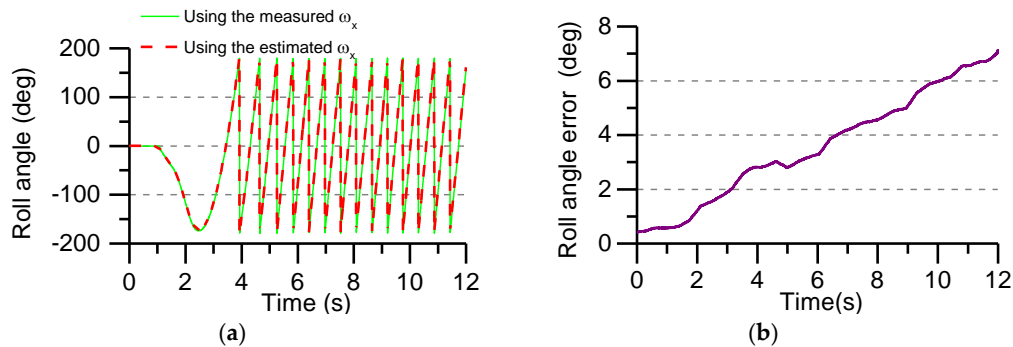 Using the measured ωx
Using the estimated ωx
200
100
0
-100
-200
Roll angle (deg)
0 2 4 6 8 10 12
Time (s)
(a)
8
6
4
2
0
Roll angle error (deg)
0 2 4 6 8 10 12
Time(s)
(b)